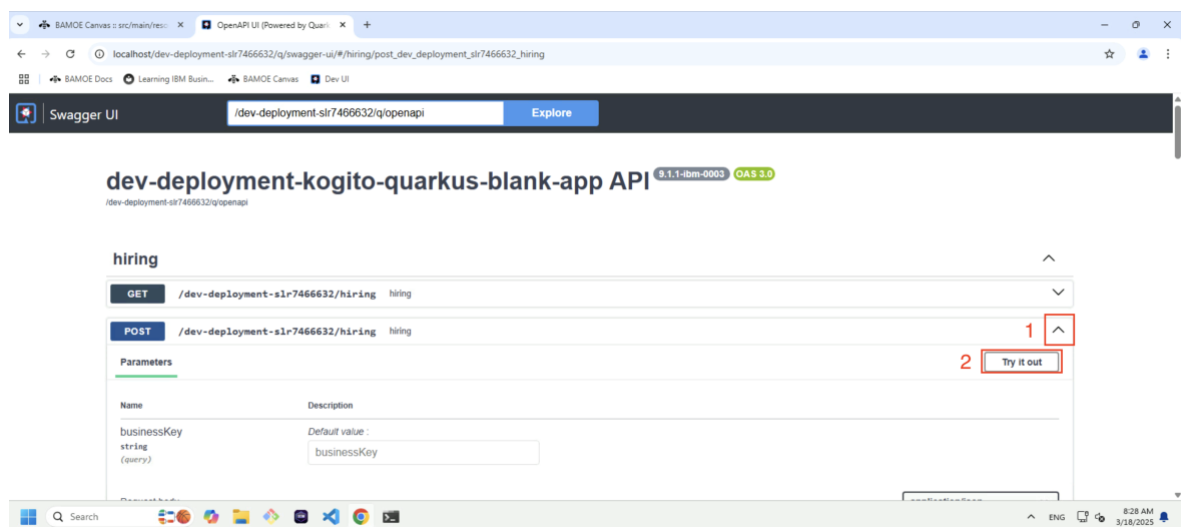 BAMOE Canvas :: src/main/reso
OpenAPI UI (Powered by Quark
localhost/dev-deployment-slr7466632/q/swagger-ui/#/hiring/post_dev_deployment_slr7466632_hiring
BAMOE Docs
Learning IBM Busin...
BAMOE Canvas
Dev UI
Swagger UI
/dev-deployment-slr7466632/q/openapi
Explore
dev-deployment-kogito-quarkus-blank-app API 9.1.1-ibm-0003 OAS 3.0
/dev-deployment-slr7466632/q/openapi
hiring
GET /dev-deployment-slr7466632/hiring hiring
POST /dev-deployment-slr7466632/hiring hiring 1
Parameters 2 Try it out
Name Description
businessKey Default value :
string businessKey
(query)
Search
ENG
8:28 AM
3/18/2025